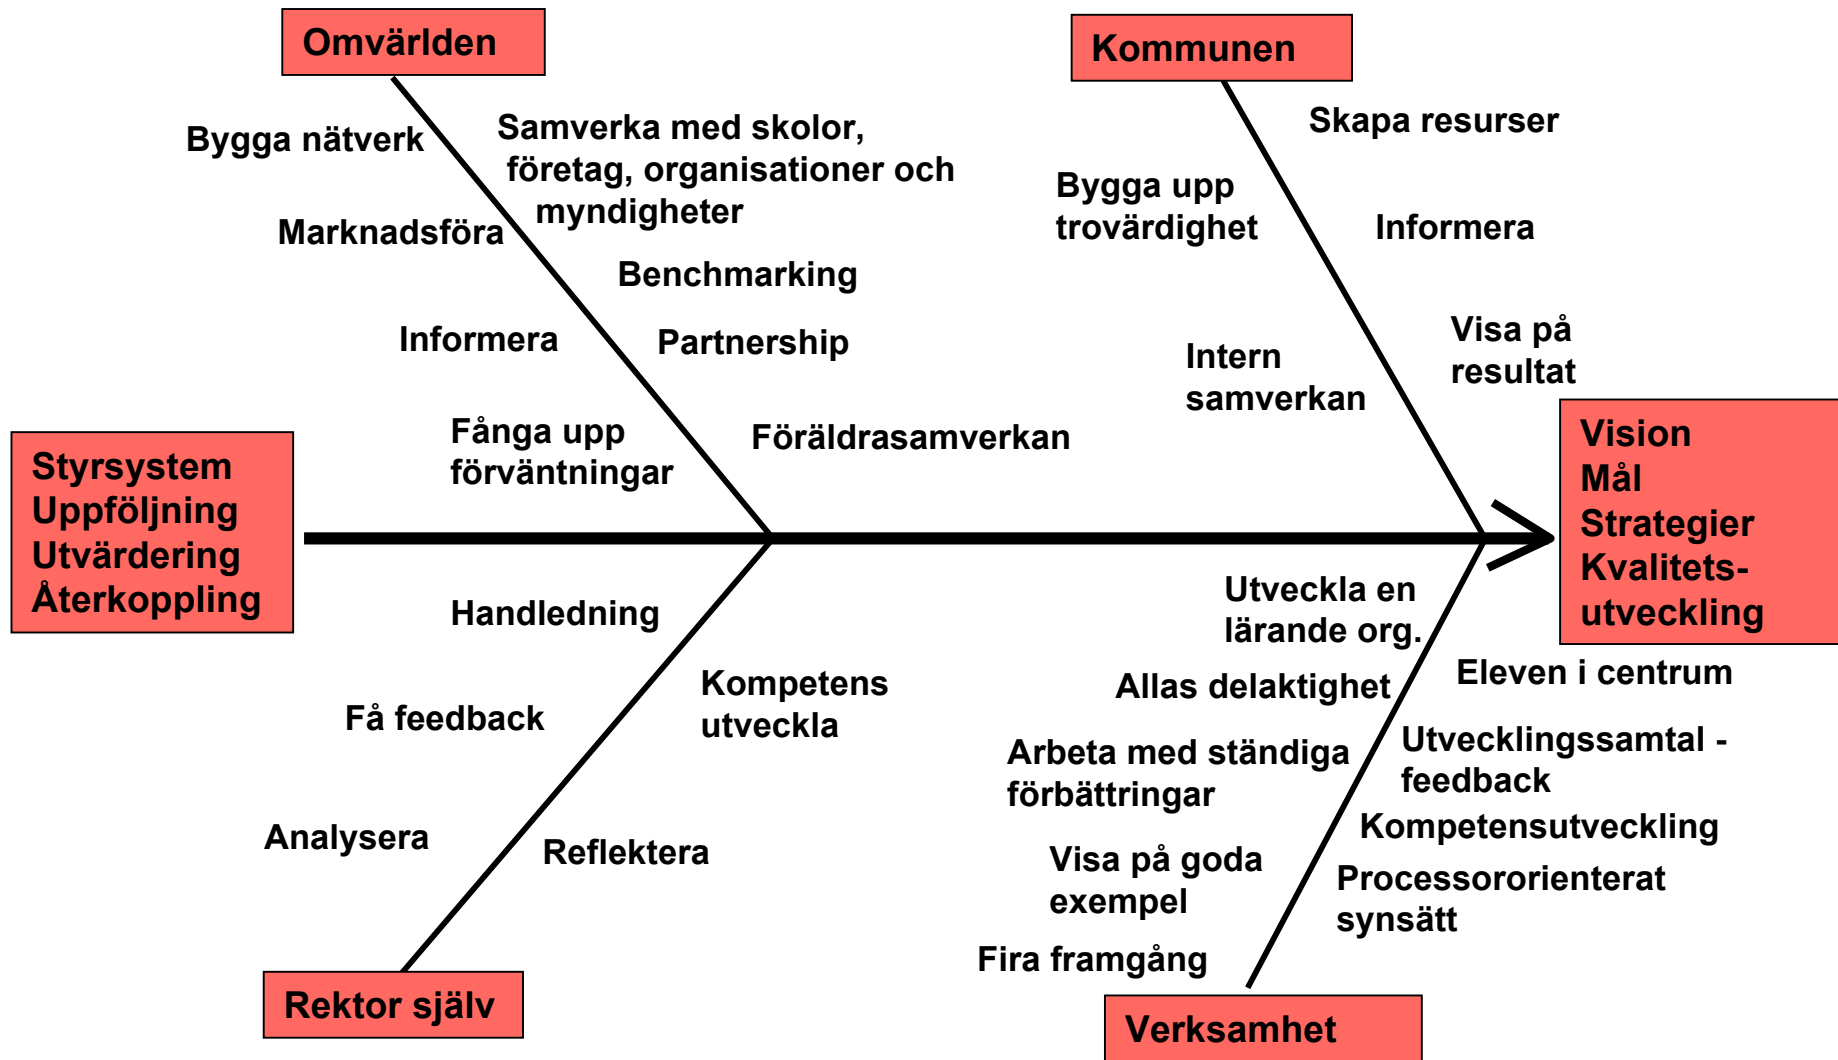 Omvärlden
Kommunen
Bygga nätverk
Samverka med skolor,
företag, organisationer och
myndigheter
Marknadsföra
Benchmarking
Informera
Partnership
Fånga upp
förväntningar
Föräldrasamverkan
Skapa resurser
Bygga upp
trovärdighet
Informera
Intern
samverkan
Visa på
resultat
Styrsystem
Uppföljning
Utvärdering
Återkoppling
Vision
Mål
Strategier
Kvalitets-
utveckling
Handledning
Kompetens
utveckla
Få feedback
Analysera
Reflektera
Rektor själv
Utveckla en
lärande org.
Eleven i centrum
Allas delaktighet
Utvecklingssamtal -
feedback
Arbeta med ständiga
förbättringar
Kompetensutveckling
Visa på goda
exempel
Processororienterat
synsätt
Fira framgång
Verksamhet